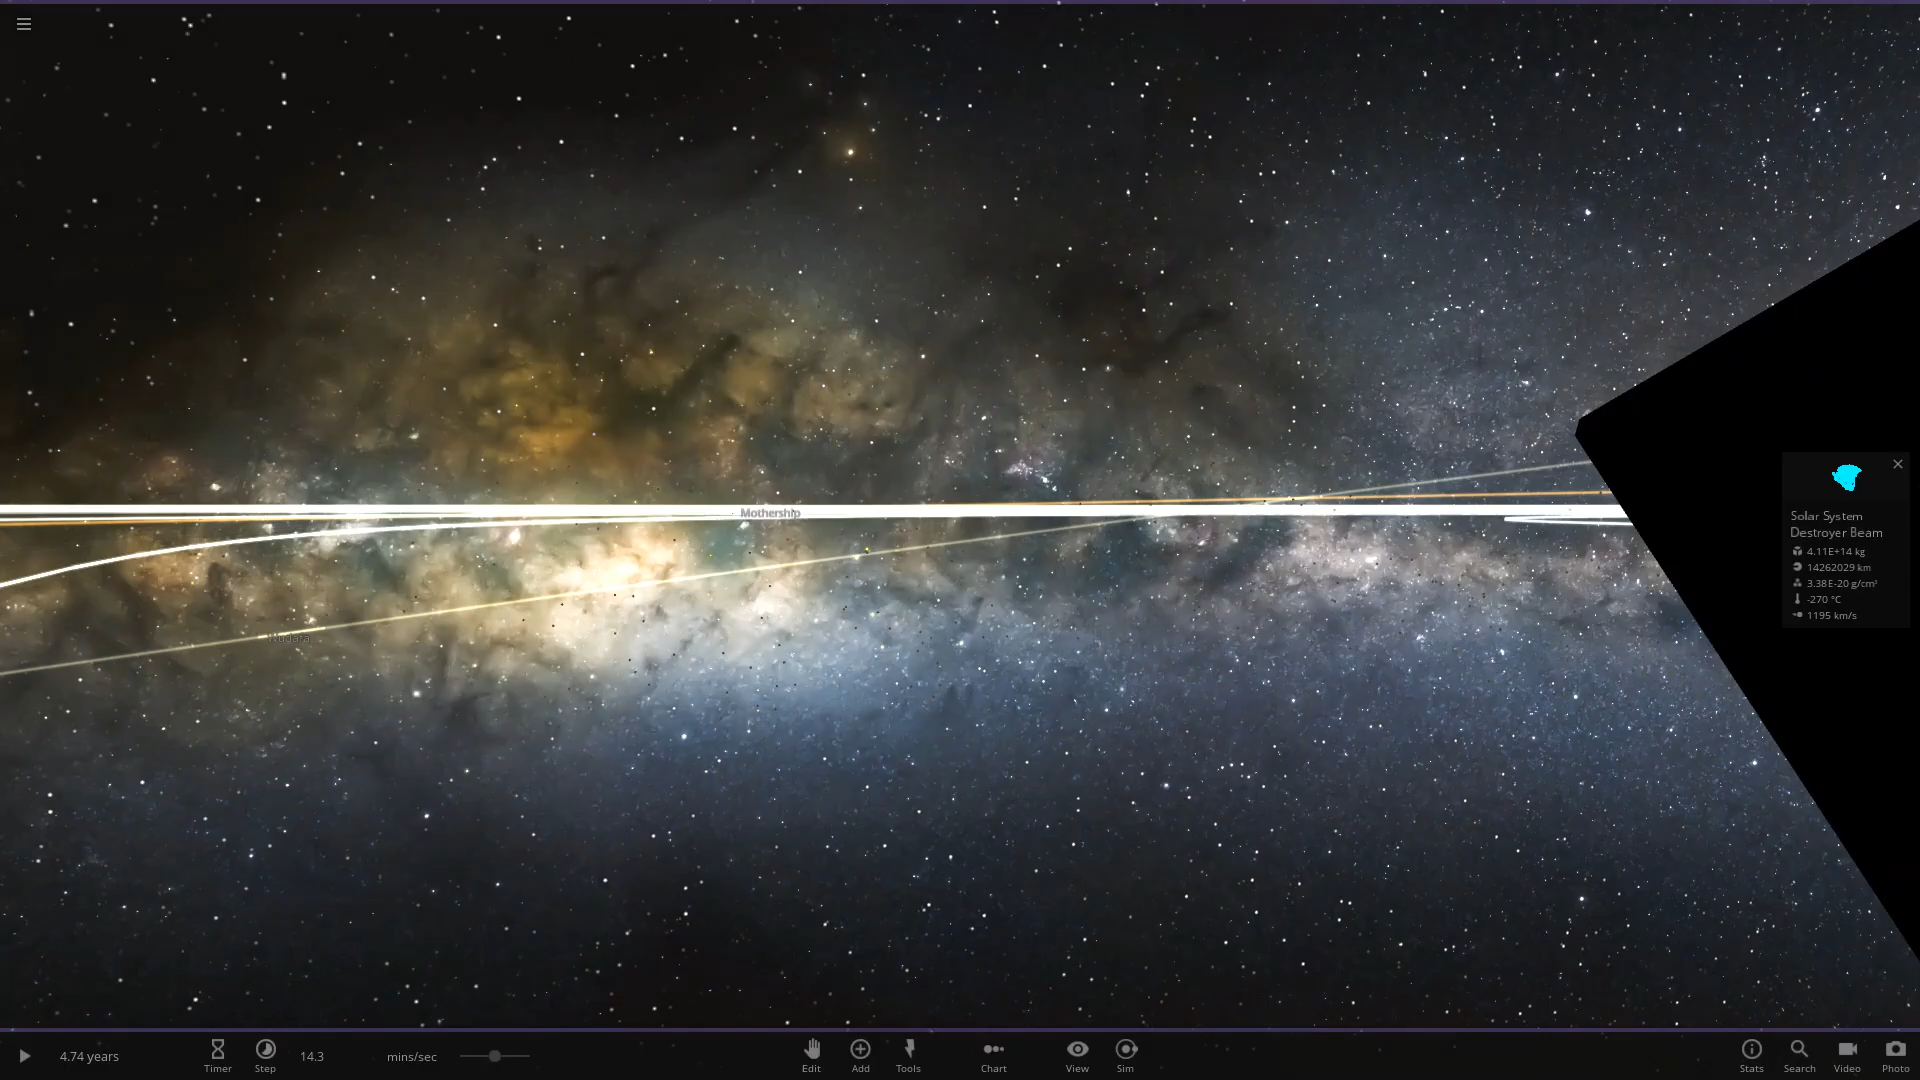 Mothership
Solar System
Destroyer Beam
4.11E+14 kg
14262029 km
3.38E-20 g/cm³
-270 °C
1195 km/s
4.74 years
Timer
Step
14.3
mins/sec
Edit
Add
Tools
Chart
View
Sim
Stats
Search
Video
Photo